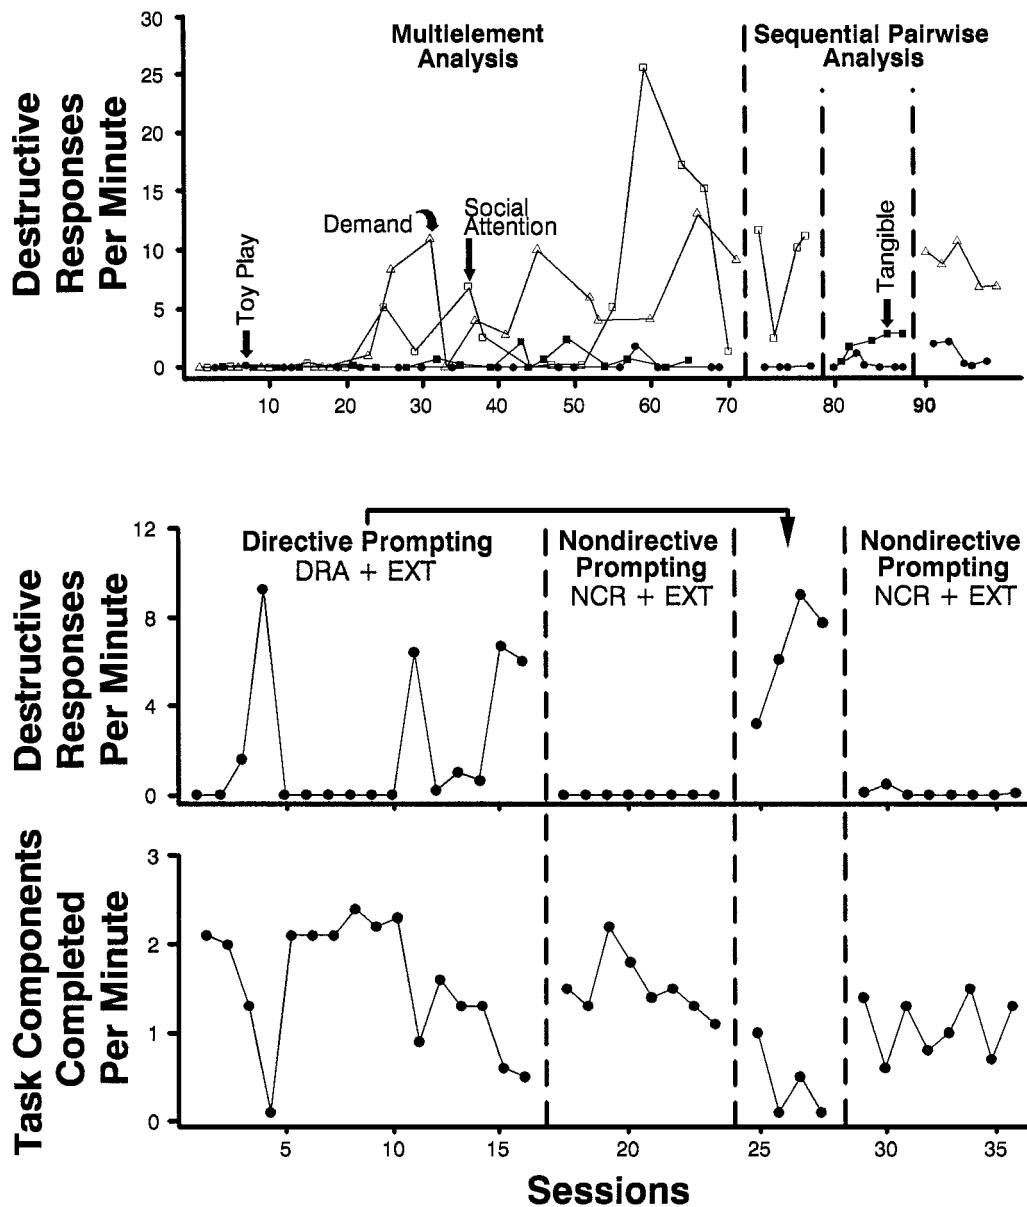 Destructive
Responses
Per Minute
30
25
20
15
10
5
0
Multielement
Analysis
Sequential Pairwise
Analysis
Toy Play
Demand
Social
Attention
Tangible
10
20
30
40
50
60
70
80
90
Destructive
Responses
Per Minute
12
8
4
0
Directive Prompting
DRA + EXT
Nondirective
Prompting
NCR + EXT
Nondirective
Prompting
NCR + EXT
Task Components
Completed
Per Minute
3
2
1
0
5
10
15
20
25
30
35
Sessions